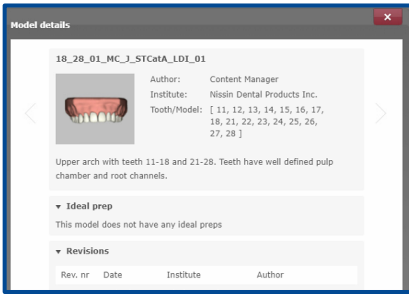 Model details
×
18_28_01_MC_J_STCatA_LDI_01
Author: Content Manager
Institute: Nissin Dental Products Inc.
Tooth/Model: [ 11, 12, 13, 14, 15, 16, 17,
18, 21, 22, 23, 24, 25, 26,
27, 28 ]
Upper arch with teeth 11-18 and 21-28. Teeth have well defined pulp
chamber and root channels.
▼ Ideal prep
This model does not have any ideal preps
▼ Revisions
Rev. nr Date Institute Author